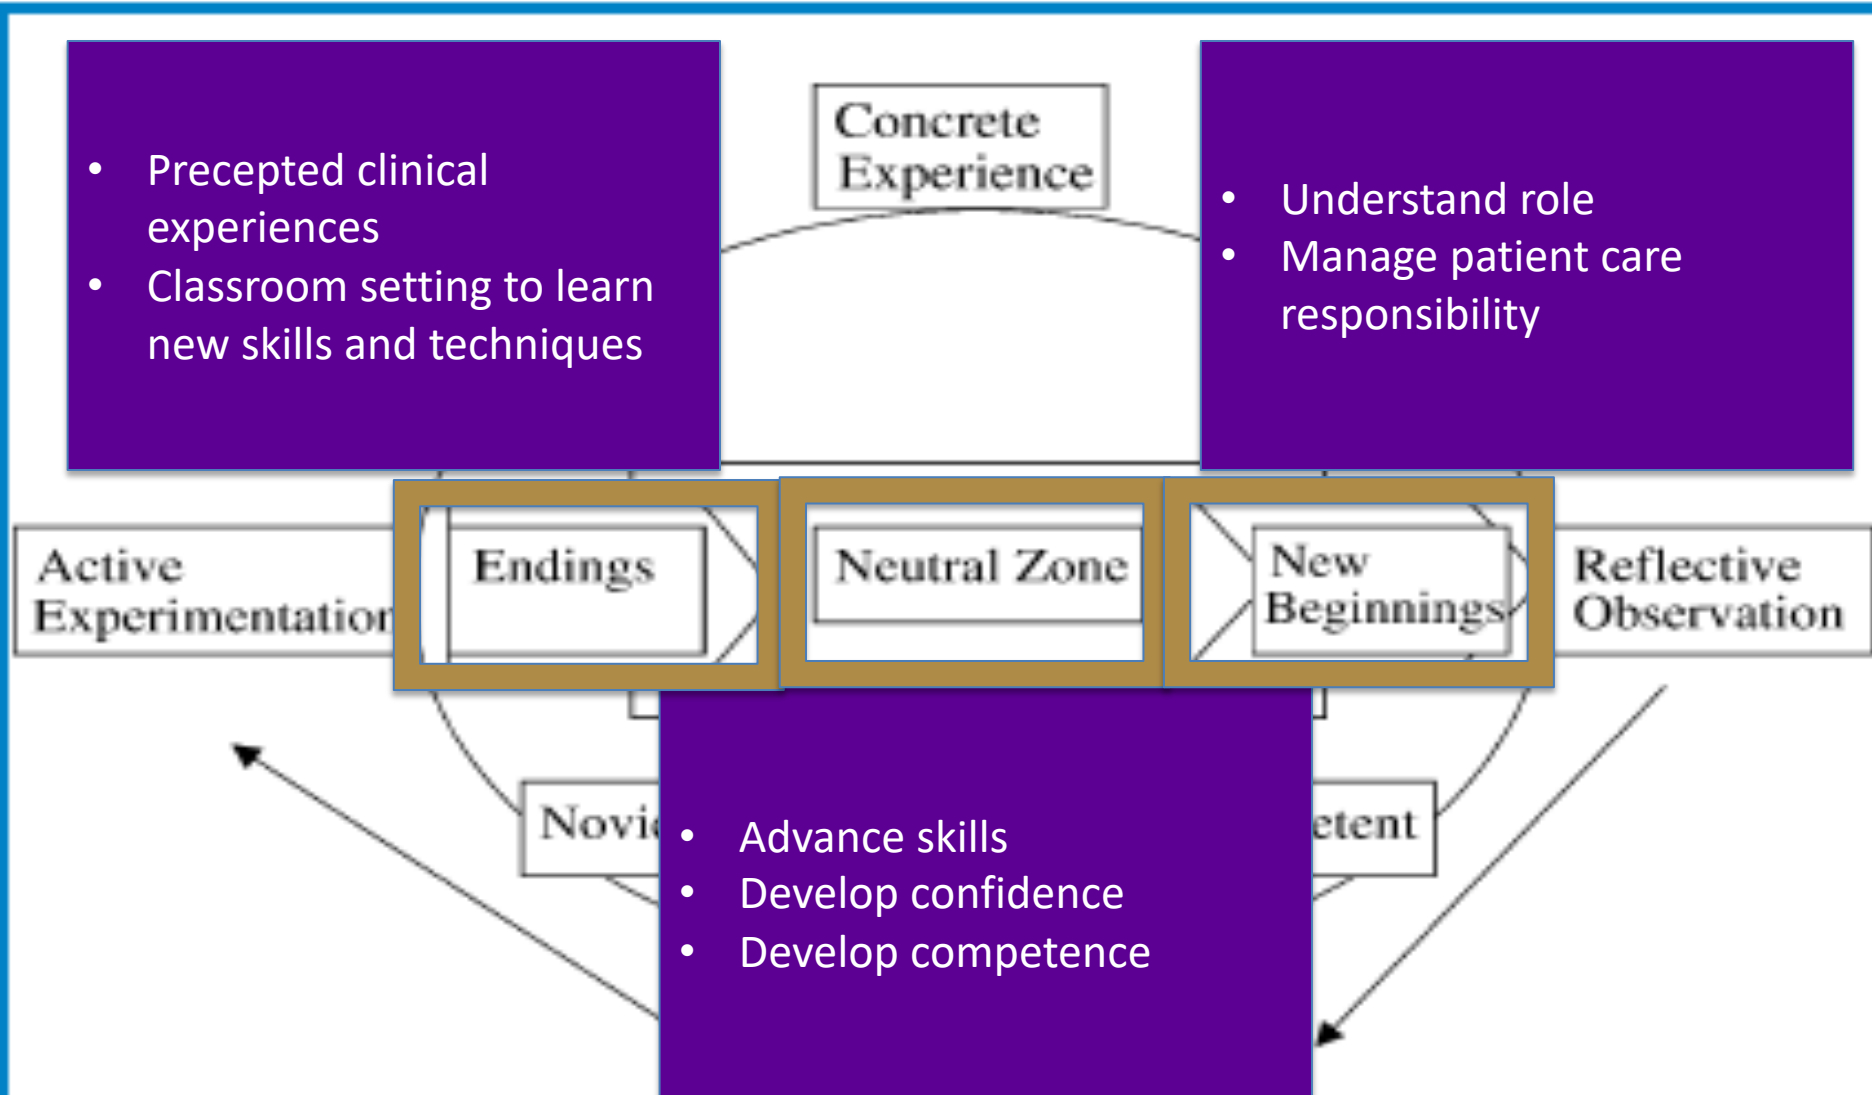 • Precepted clinical
experiences
• Classroom setting to learn
new skills and techniques
Concrete
Experience
• Understand role
• Manage patient care
responsibility
Active
Experimentation
Endings
Neutral Zone
New
Beginnings
Reflective
Observation
• Advance skills
• Develop confidence
• Develop competence